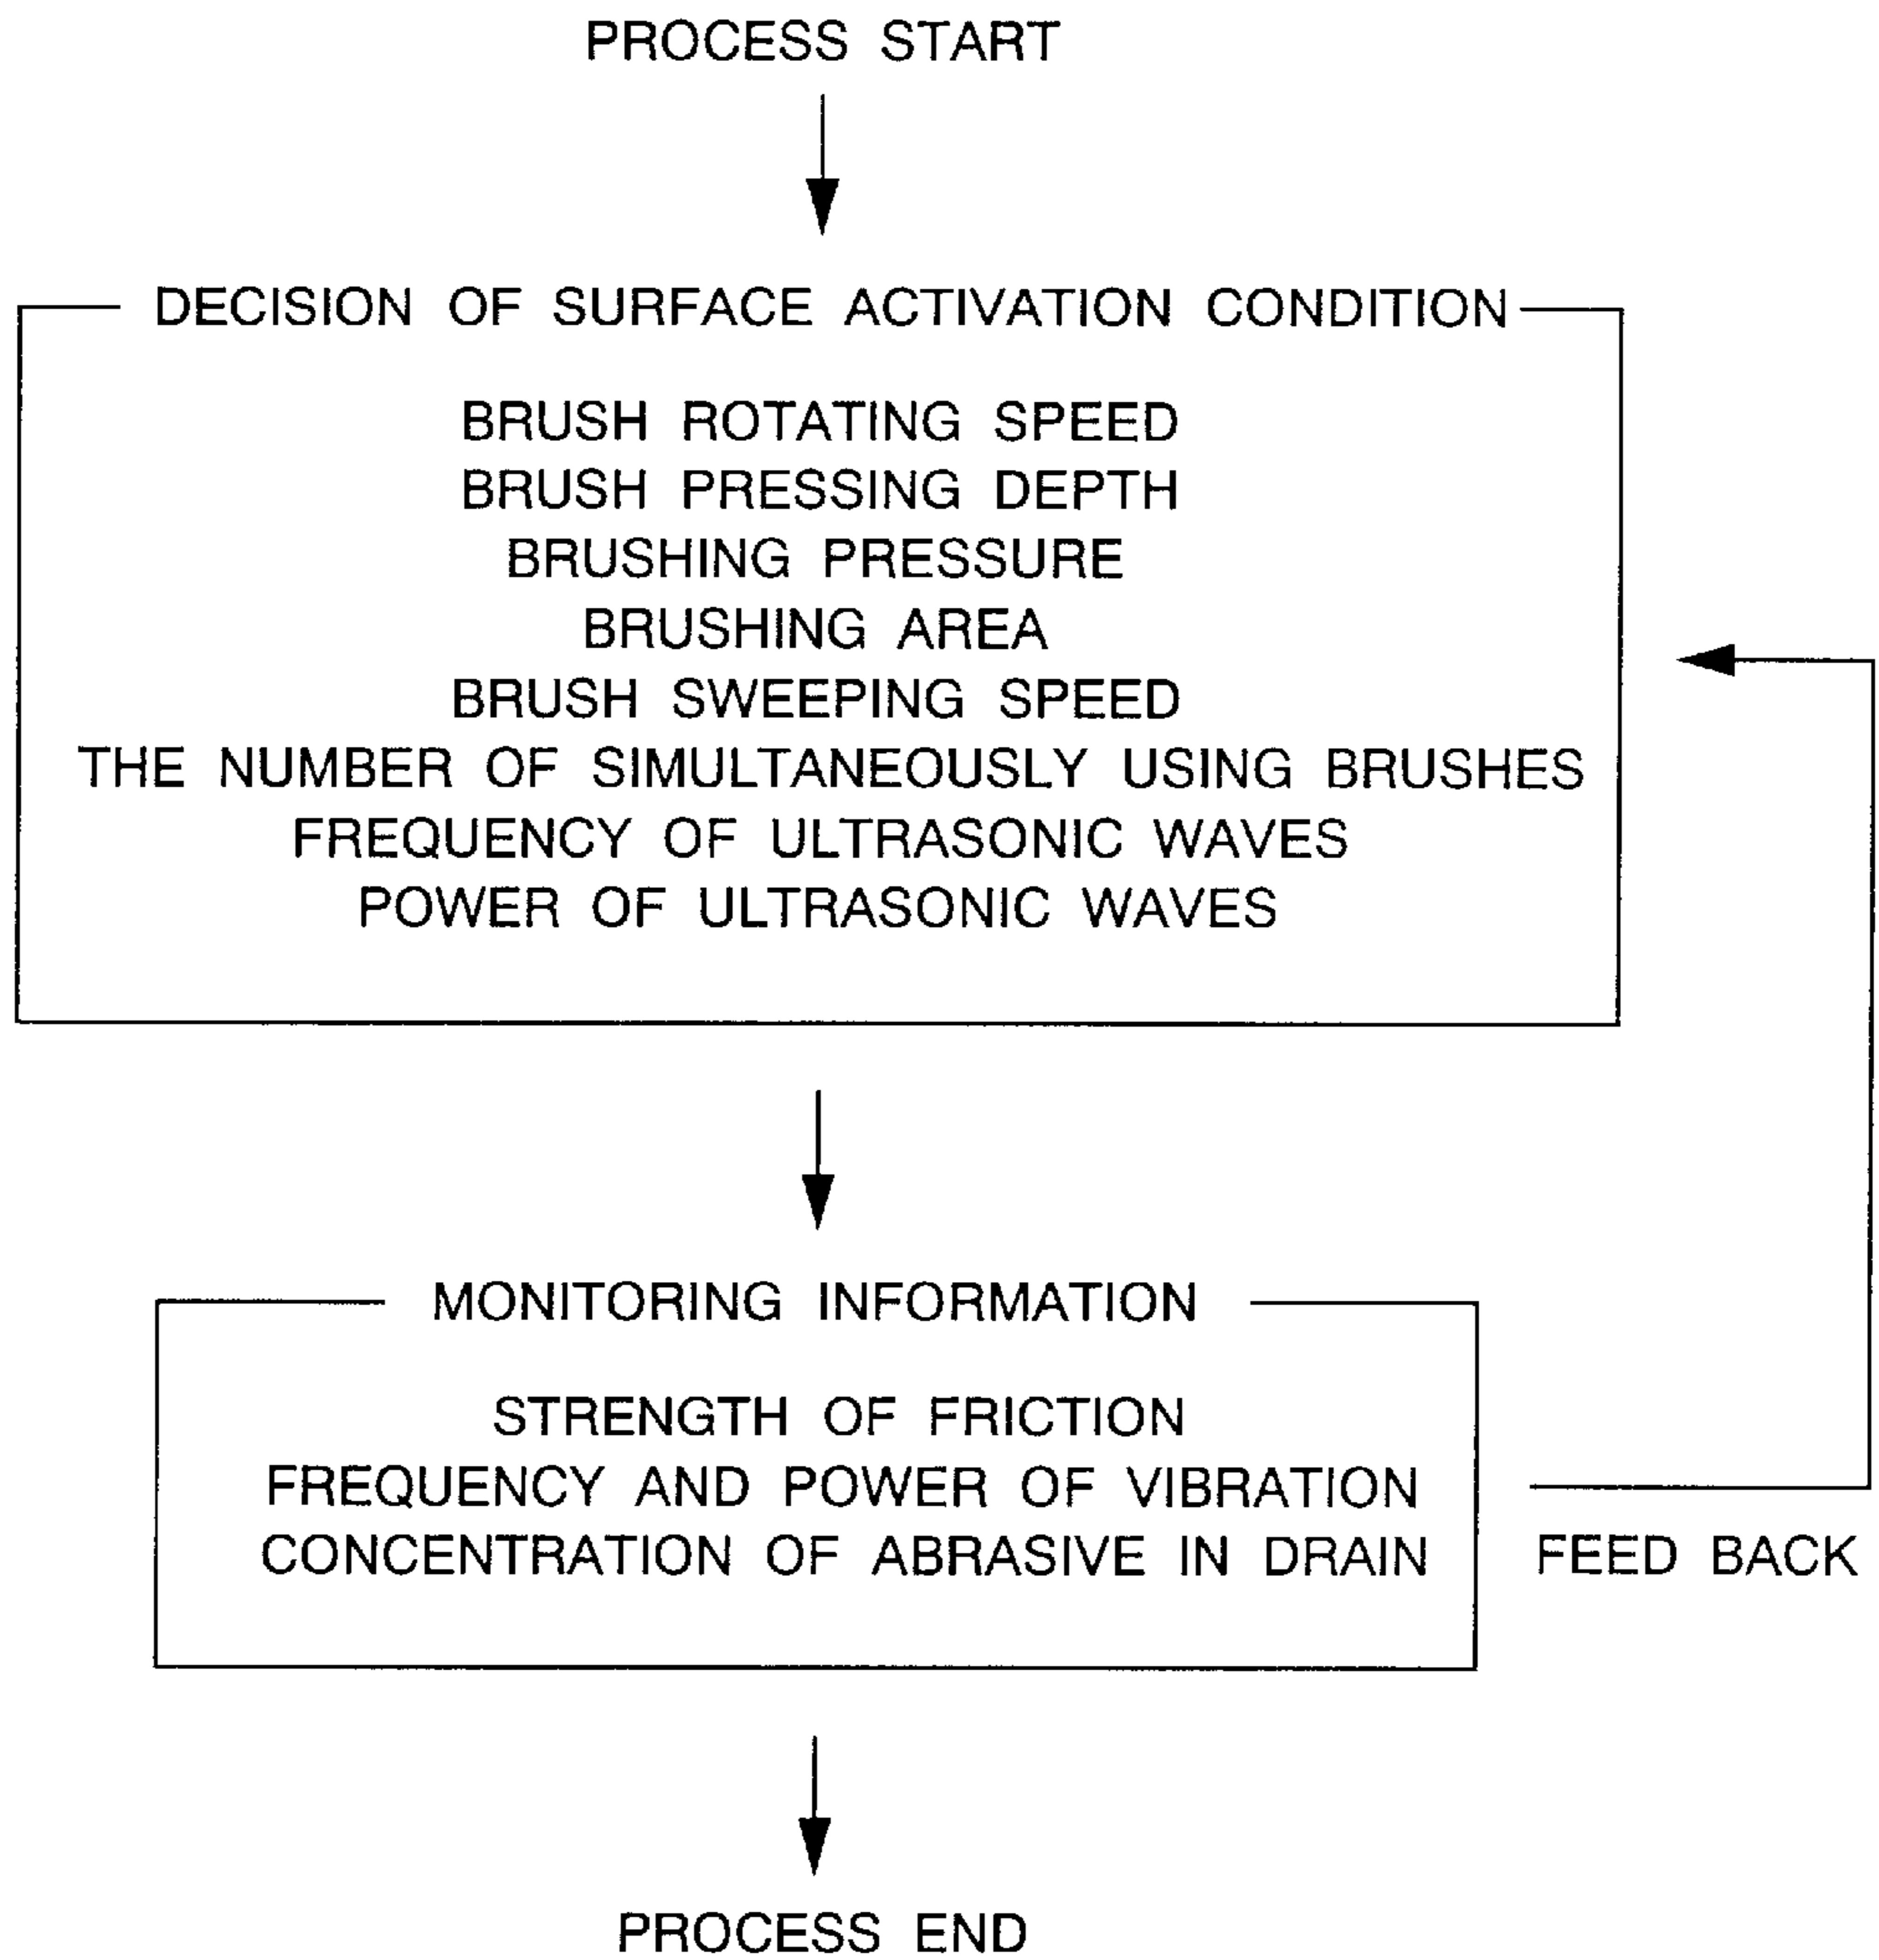 PROCESS START
DECISION OF SURFACE ACTIVATION CONDITION
BRUSH ROTATING SPEED
BRUSH PRESSING DEPTH
BRUSHING PRESSURE
BRUSHING AREA
BRUSH SWEEPING SPEED
THE NUMBER OF SIMULTANEOUSLY USING BRUSHES
FREQUENCY OF ULTRASONIC WAVES
POWER OF ULTRASONIC WAVES
MONITORING INFORMATION
STRENGTH OF FRICTION
FREQUENCY AND POWER OF VIBRATION
CONCENTRATION OF ABRASIVE IN DRAIN
FEED BACK
PROCESS END